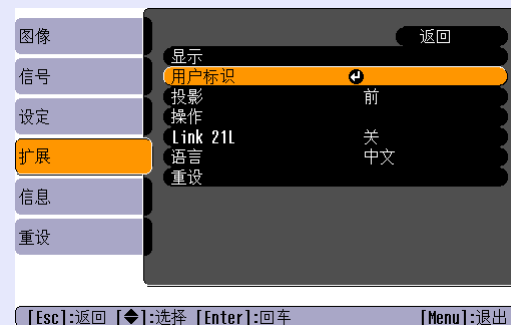 图像
信号
设定
扩展
信息
重设
返回
显示
用户标识
投影 前
操作
Link 21L 关
语言 中文
重设
[Esc]:返回 [◆]:选择 [Enter]:回车 [Menu]:退出